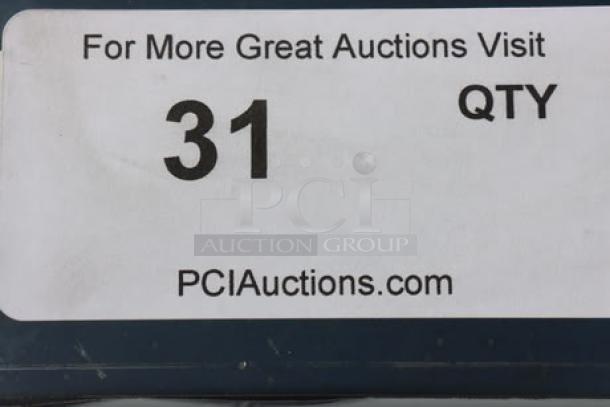 For More Great Auctions Visit
31 QTY
PCI
AUCTION GROUP
PCIAuctions.com